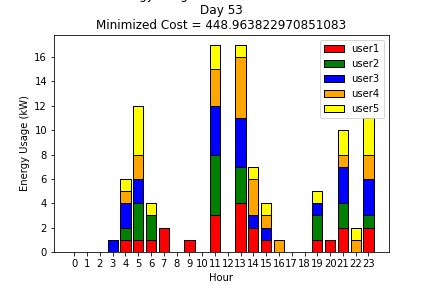 Day 53
Minimized Cost = 448.963822970851083
Energy Usage (kW)
16
14
12
10
8
6
4
2
0
user1
user2
user3
user4
user5
0 1 2 3 4 5 6 7 8 9 10 11 12 13 14 15 16 17 18 19 20 21 22 23
Hour